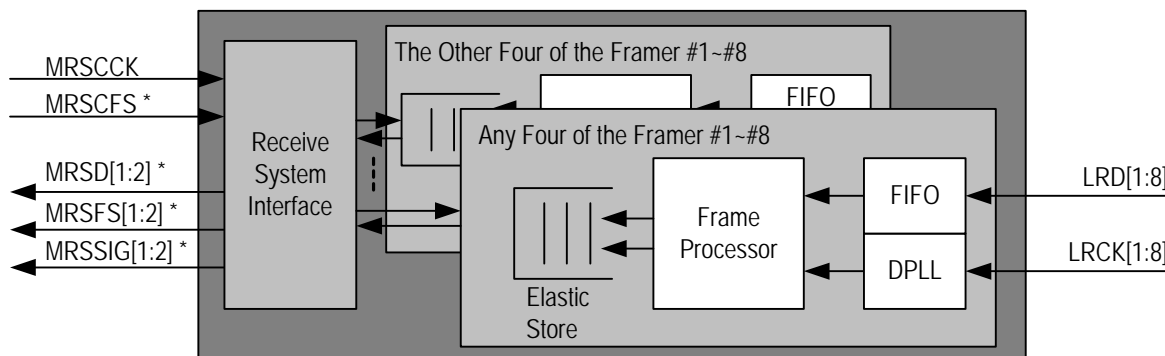 MRSCCK
MRSCFS *
MRSD[1:2] *
MRSFS[1:2] *
MRSSIG[1:2] *
Receive
System
Interface
The Other Four of the Framer #1~#8
FIFO
Any Four of the Framer #1~#8
Elastic
Store
Frame
Processor
FIFO
DPLL
LRD[1:8]
LRCK[1:8]